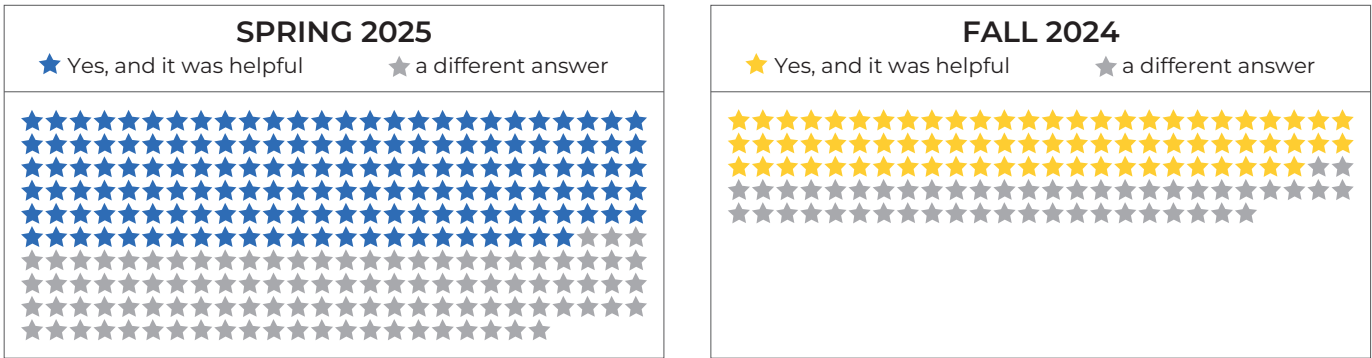 SPRING 2025
Yes, and it was helpful
a different answer
FALL 2024
Yes, and it was helpful
a different answer